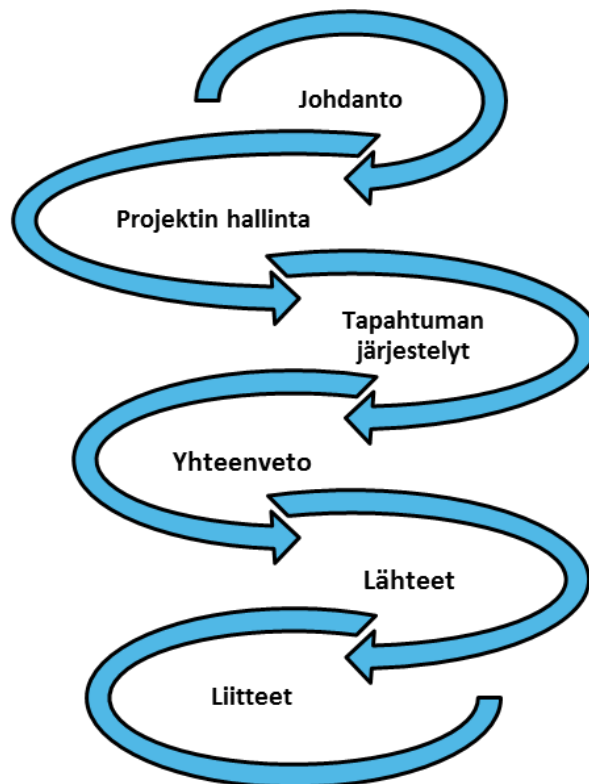 Johdanto
Projektin hallinta
Tapahtuman
järjestelyt
Yhteenveto
Lähteet
Liitteet